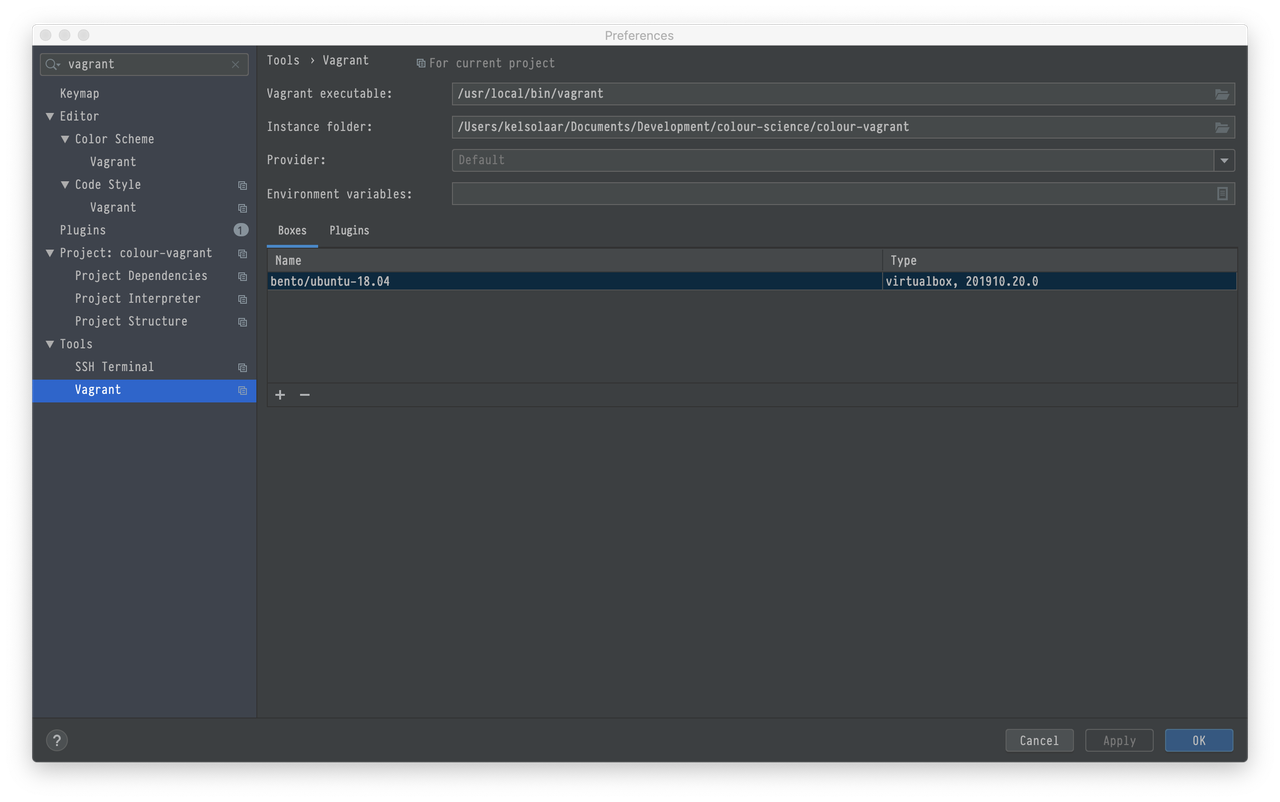 Preferences
vagrant
Keymap
Editor
Color Scheme
Vagrant
Code Style
Vagrant
Plugins 1
Project: colour-vagrant
Project Dependencies
Project Interpreter
Project Structure
Tools
SSH Terminal
Vagrant
Tools › Vagrant For current project
Vagrant executable: /usr/local/bin/vagrant
Instance folder: /Users/kelsolaar/Documents/Development/colour-science/colour-vagrant
Provider: Default
Environment variables:
Boxes Plugins
Name Type
bento/ubuntu-18.04 virtualbox, 201910.20.0
+ −
? Cancel Apply OK